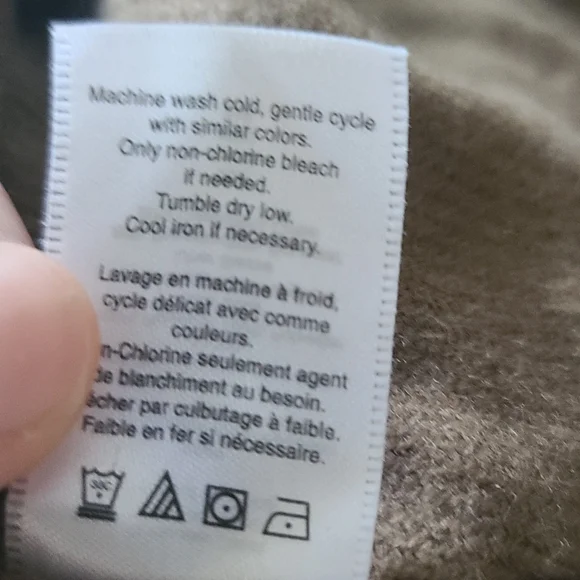 Machine wash cold, gentle cycle
with similar colors.
Only non-chlorine bleach
if needed.
Tumble dry low.
Cool iron if necessary.
Lavage en machine à froid,
cycle délicat avec comme
couleurs.
n-Chlorine seulement agent
de blanchiment au besoin.
écher par culbutage à faible.
Faible en fer si nécessaire.
30C